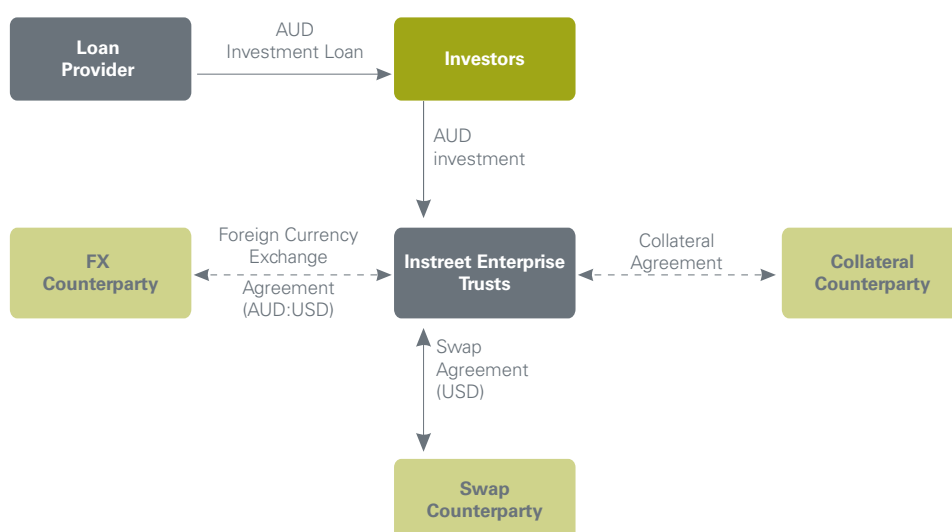 Loan
Provider
AUD
Investment Loan
Investors
AUD
investment
FX
Counterparty
Foreign Currency
Exchange
Agreement
(AUD:USD)
Instreet Enterprise
Trusts
Collateral
Agreement
Collateral
Counterparty
Swap
Agreement
(USD)
Swap
Counterparty